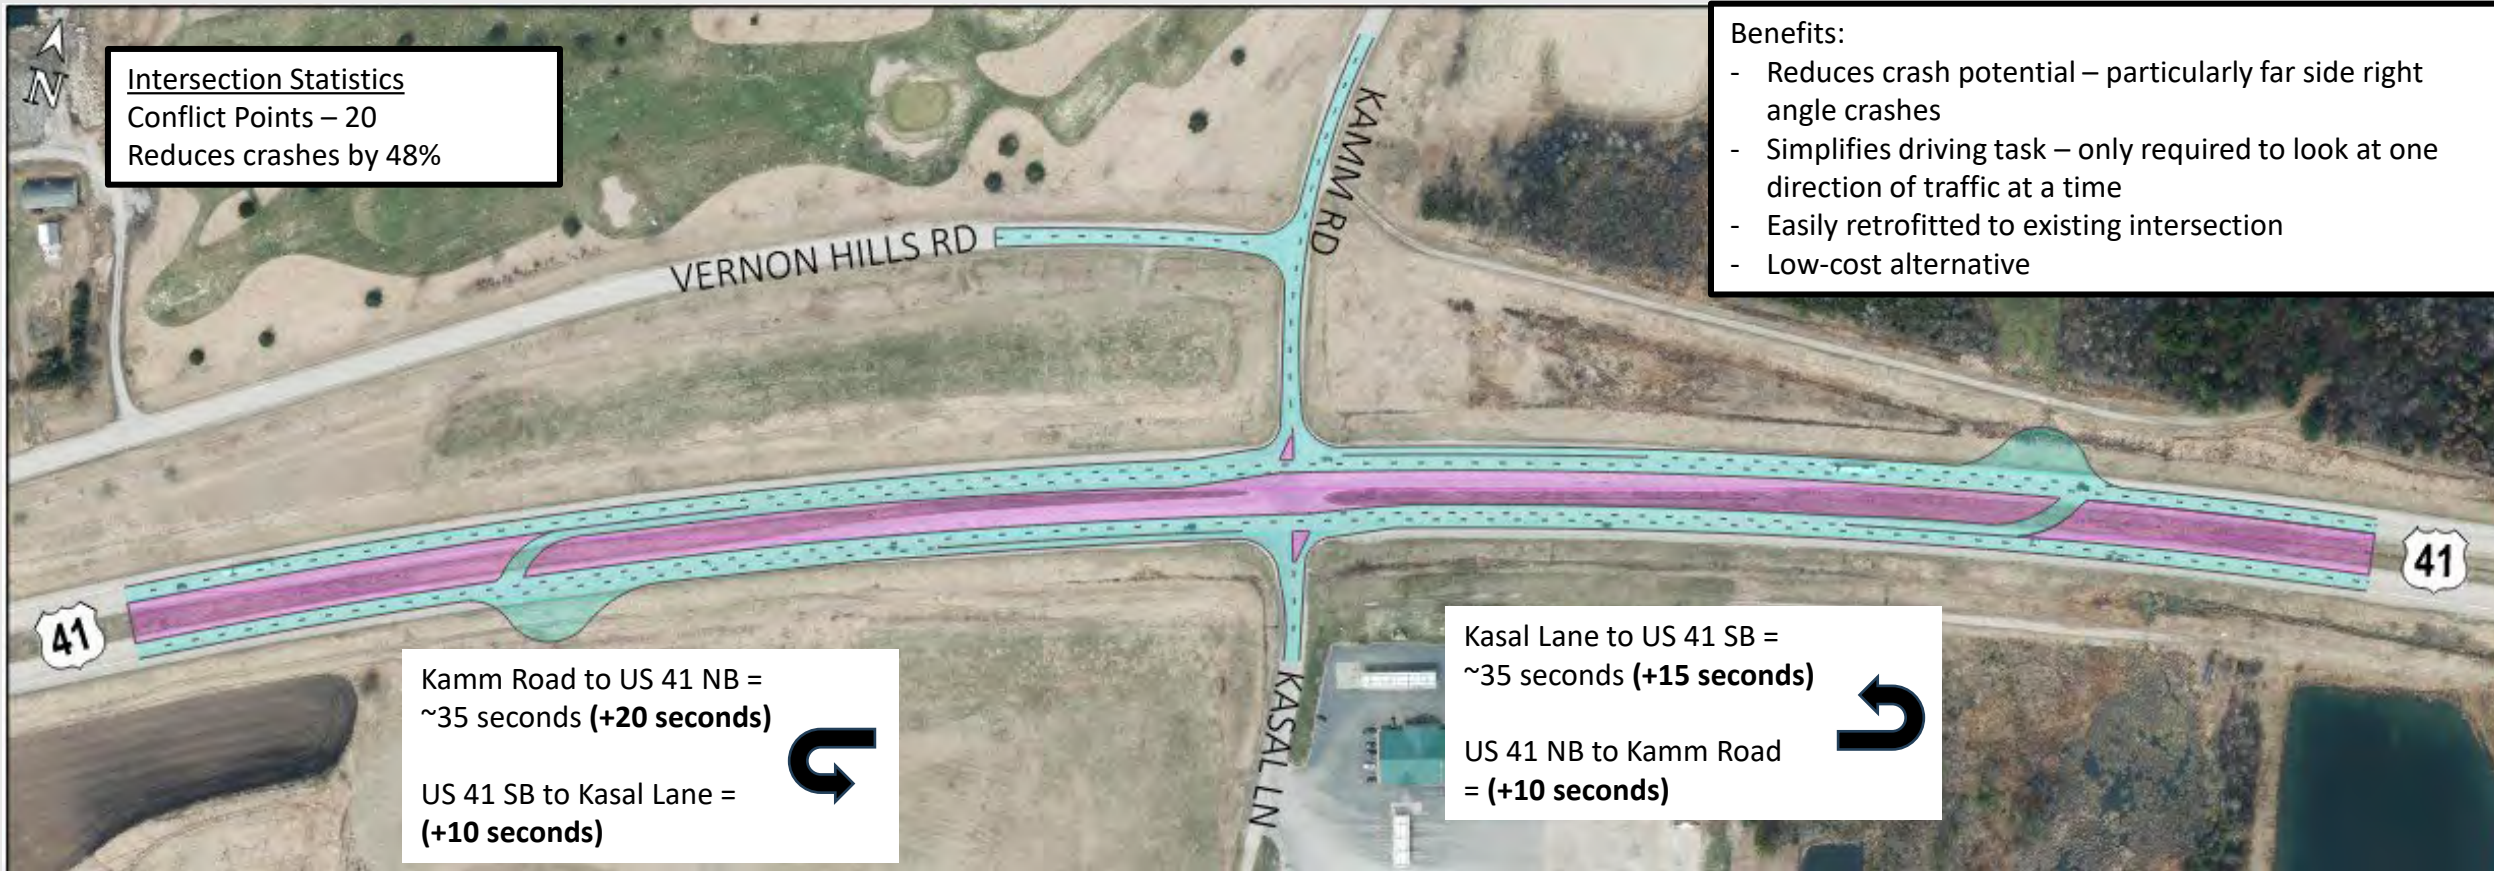 N
Intersection Statistics
Conflict Points – 20
Reduces crashes by 48%
Benefits:
- Reduces crash potential – particularly far side right
angle crashes
- Simplifies driving task – only required to look at one
direction of traffic at a time
- Easily retrofitted to existing intersection
- Low-cost alternative
KAMM RD
VERNON HILLS RD
41
41
Kamm Road to US 41 NB =
~35 seconds (+20 seconds)
US 41 SB to Kasal Lane =
(+10 seconds)
KASAL LN
Kasal Lane to US 41 SB =
~35 seconds (+15 seconds)
US 41 NB to Kamm Road
= (+10 seconds)